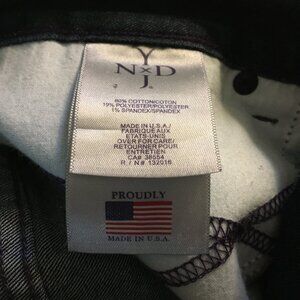 Y
N×D
J®
80% COTTON/COTON
19% POLYESTER/POLYESTER
1% SPANDEX/SPANDEX
MADE IN U.S.A./
FABRIQUE AUX
ETATS-UNIS
OVER FOR CARE/
RETOURNER POUR
ENTRETIEN
CA# 38654
R / N# 132016
PROUDLY
MADE IN U.S.A.